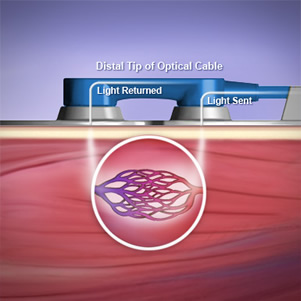 Distal Tip of Optical Cable
Light Returned
Light Sent